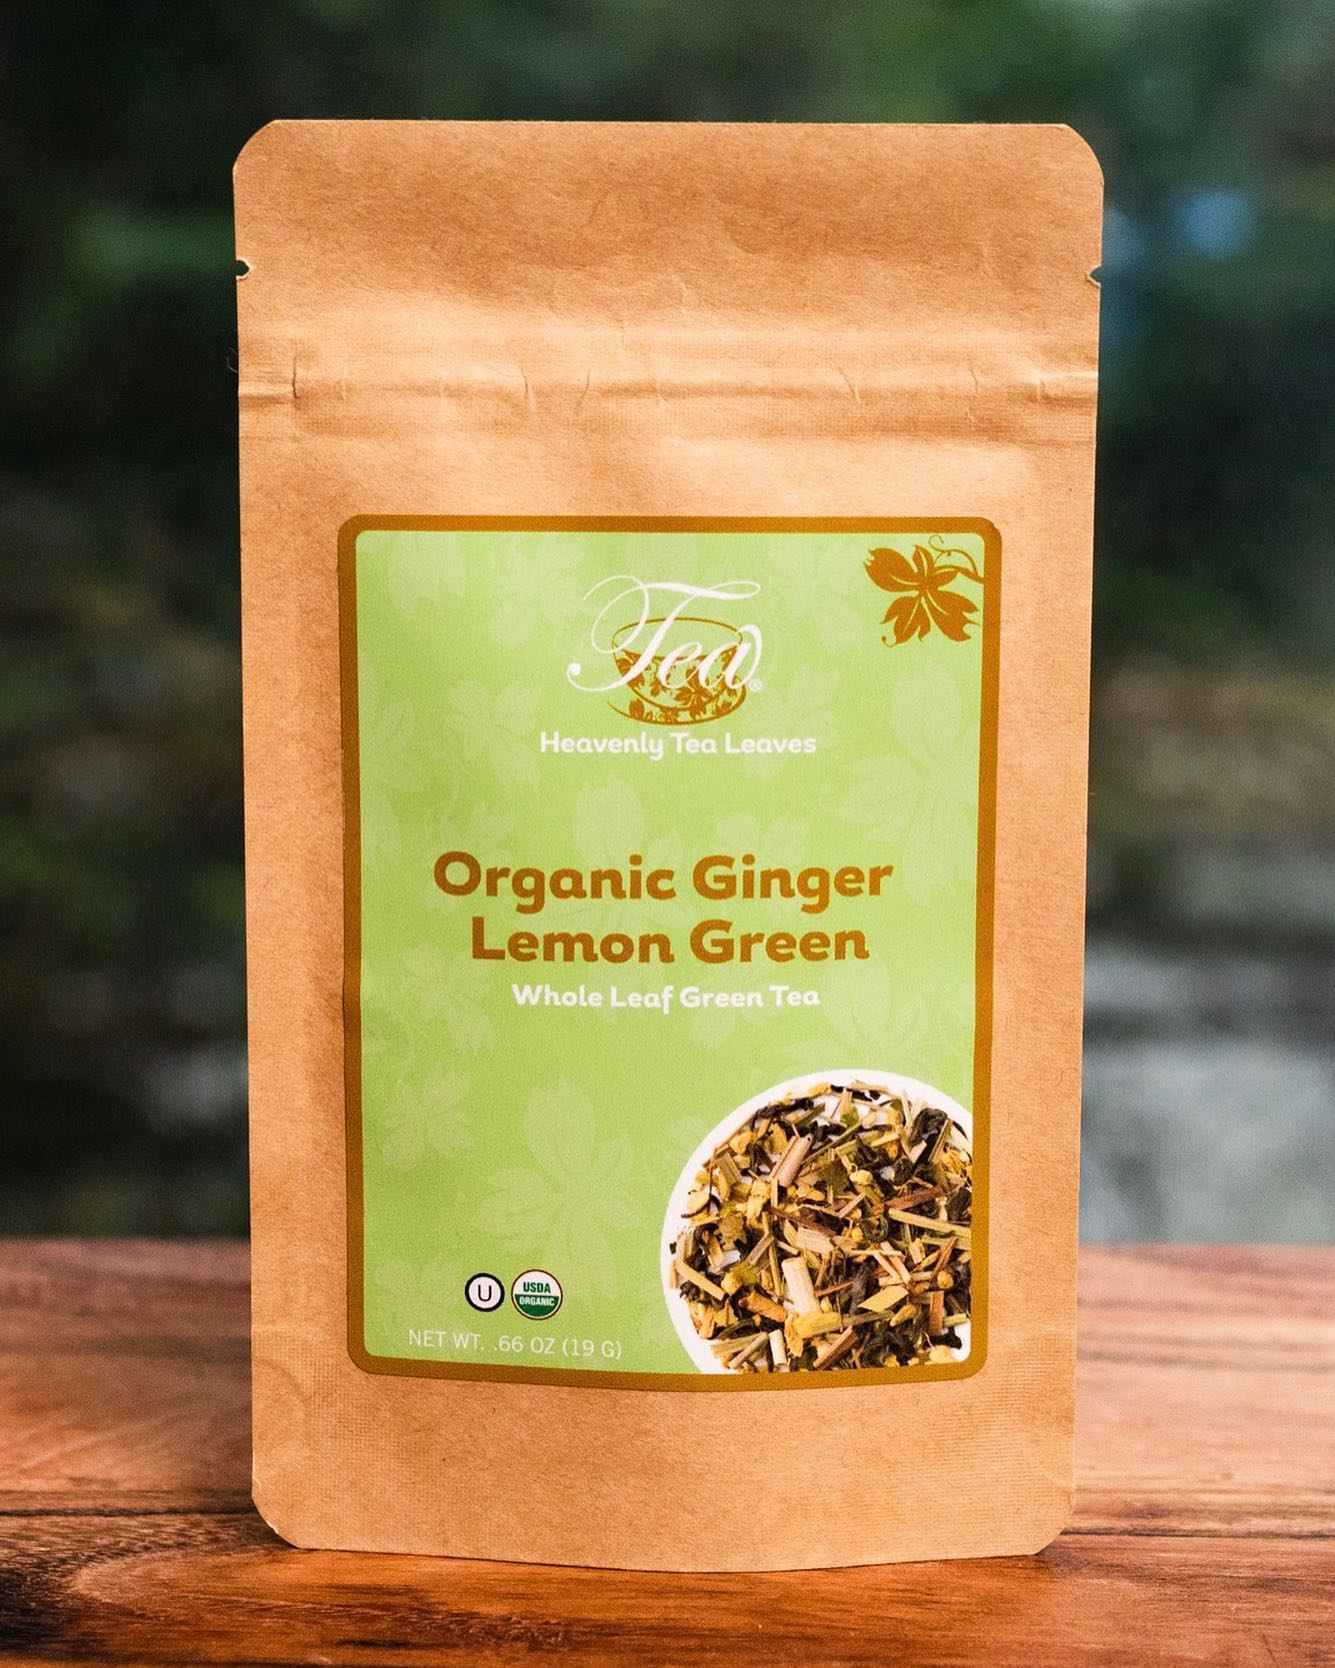 Tea®
Heavenly Tea Leaves
Organic Ginger
Lemon Green
Whole Leaf Green Tea
U
USDA
ORGANIC
NET WT. .66 OZ (19 G)